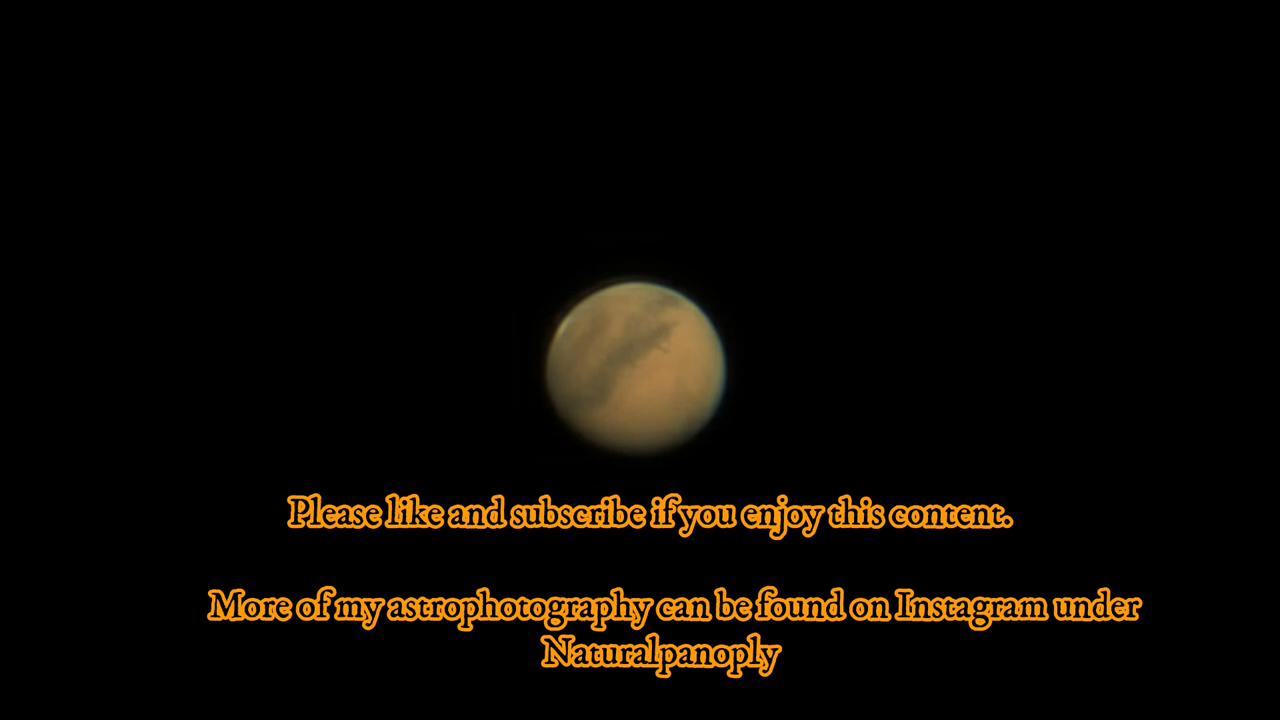 Please like and subscribe if you enjoy this content.
More of my astrophotography can be found on Instagram under
Naturalpanoply